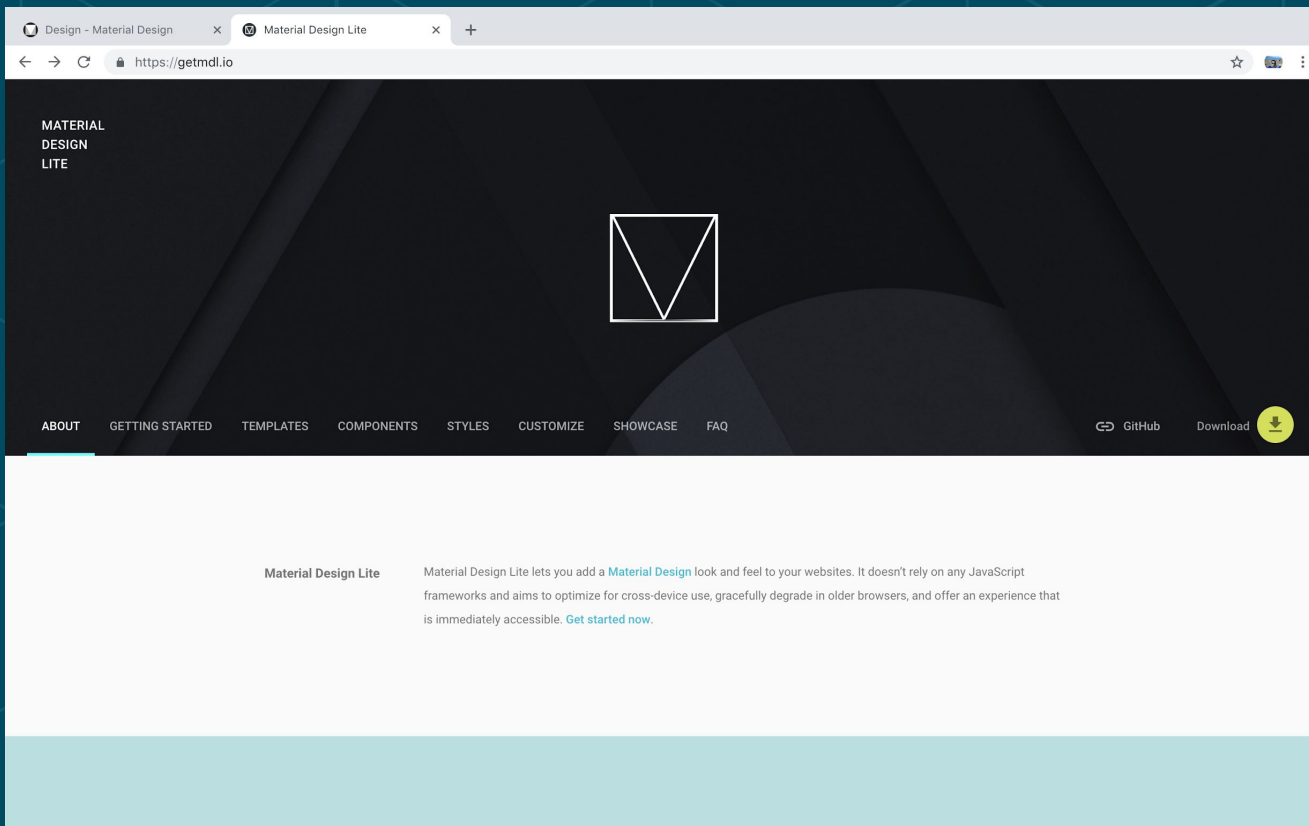 Design - Material Design
Material Design Lite
https://getmdl.io
MATERIAL
DESIGN
LITE
ABOUT GETTING STARTED TEMPLATES COMPONENTS STYLES CUSTOMIZE SHOWCASE FAQ GitHub Download
Material Design Lite
Material Design Lite lets you add a Material Design look and feel to your websites. It doesn’t rely on any JavaScript
frameworks and aims to optimize for cross-device use, gracefully degrade in older browsers, and offer an experience that
is immediately accessible. Get started now.